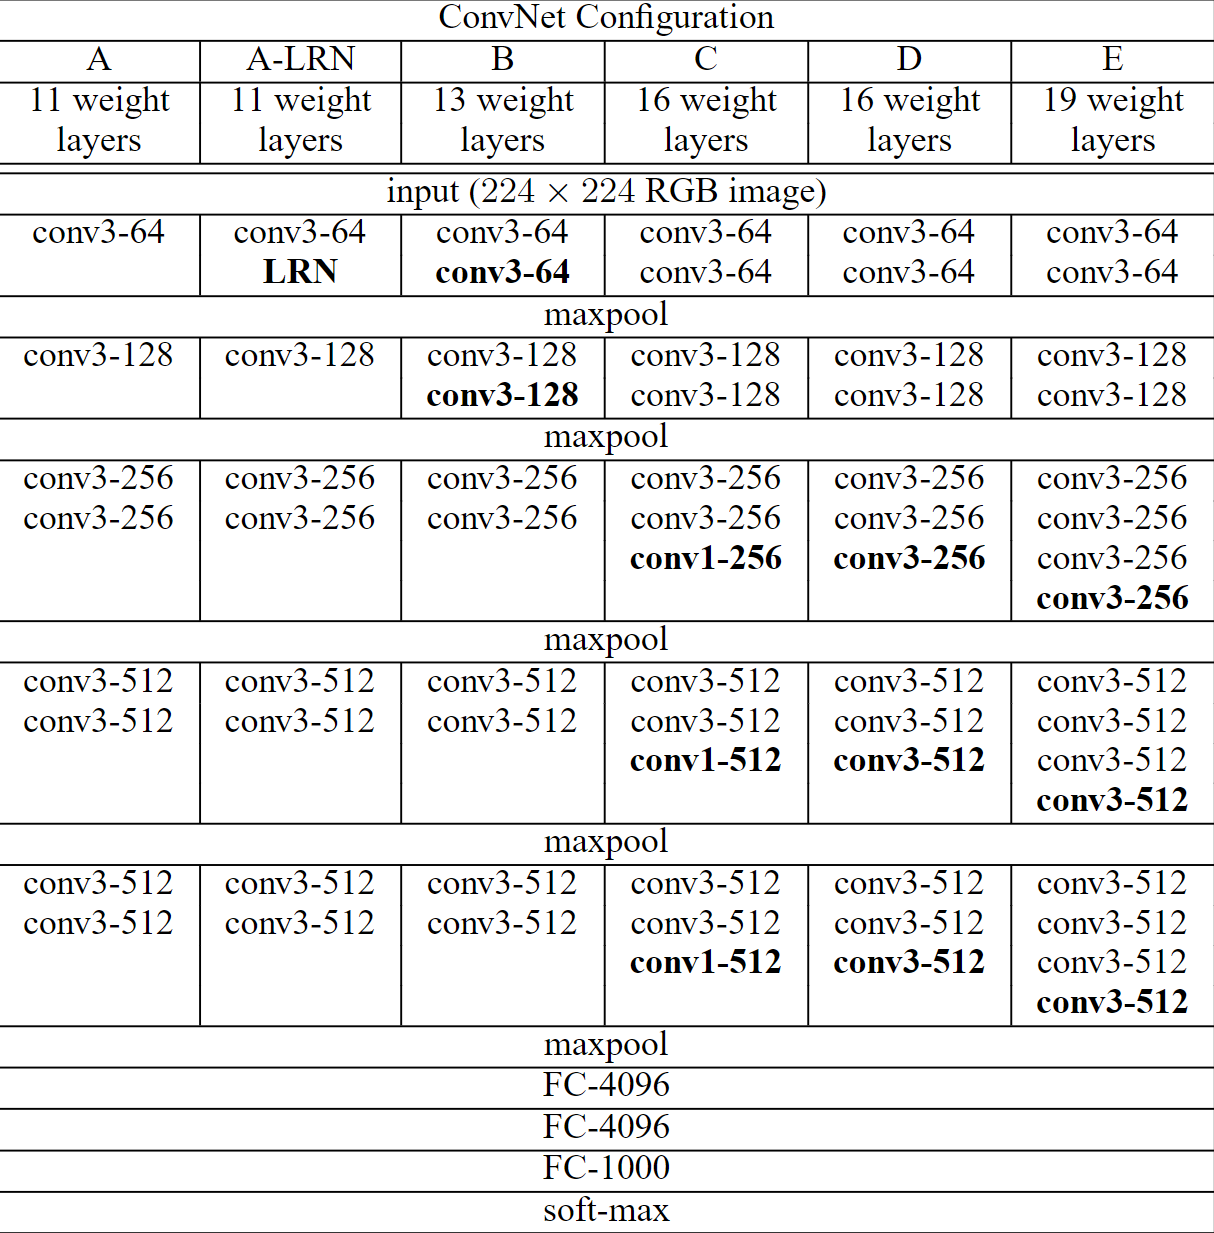 ConvNet Configuration
A A-LRN B C D E
11 weight 11 weight 13 weight 16 weight 16 weight 19 weight
layers layers layers layers layers layers
input (224 × 224 RGB image)
conv3-64 conv3-64 conv3-64 conv3-64 conv3-64 conv3-64
LRN conv3-64 conv3-64 conv3-64 conv3-64
maxpool
conv3-128 conv3-128 conv3-128 conv3-128 conv3-128 conv3-128
conv3-128 conv3-128 conv3-128 conv3-128
maxpool
conv3-256 conv3-256 conv3-256 conv3-256 conv3-256 conv3-256
conv3-256 conv3-256 conv3-256 conv3-256 conv3-256 conv3-256
conv1-256 conv3-256 conv3-256
conv3-256
maxpool
conv3-512 conv3-512 conv3-512 conv3-512 conv3-512 conv3-512
conv3-512 conv3-512 conv3-512 conv3-512 conv3-512 conv3-512
conv1-512 conv3-512 conv3-512
conv3-512
maxpool
conv3-512 conv3-512 conv3-512 conv3-512 conv3-512 conv3-512
conv3-512 conv3-512 conv3-512 conv3-512 conv3-512 conv3-512
conv1-512 conv3-512 conv3-512
conv3-512
maxpool
FC-4096
FC-4096
FC-1000
soft-max